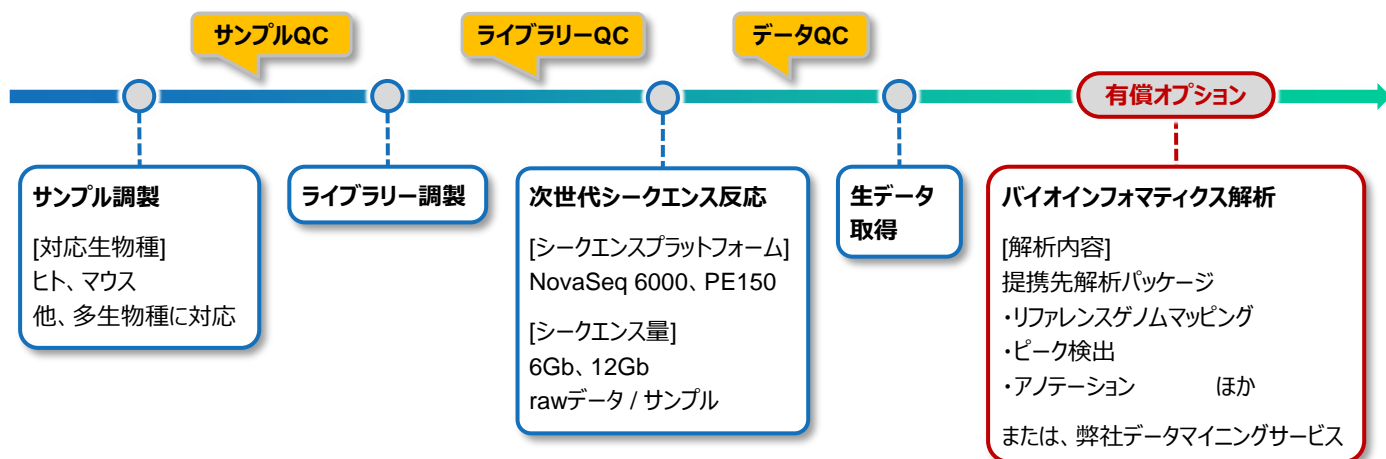 サンプルQC
ライブラリーQC
データQC
有償オプション
サンプル調製
[対応生物種]
ヒト、マウス
他、多生物種に対応
ライブラリー調製
次世代シークエンス反応
[シークエンスプラットフォーム]
NovaSeq 6000、PE150
[シークエンス量]
6Gb、12Gb
rawデータ / サンプル
生データ
取得
バイオインフォマティクス解析
[解析内容]
提携先解析パッケージ
・リファレンスゲノムマッピング
・ピーク検出
・アノテーション　　　ほか
または、弊社データマイニングサービス